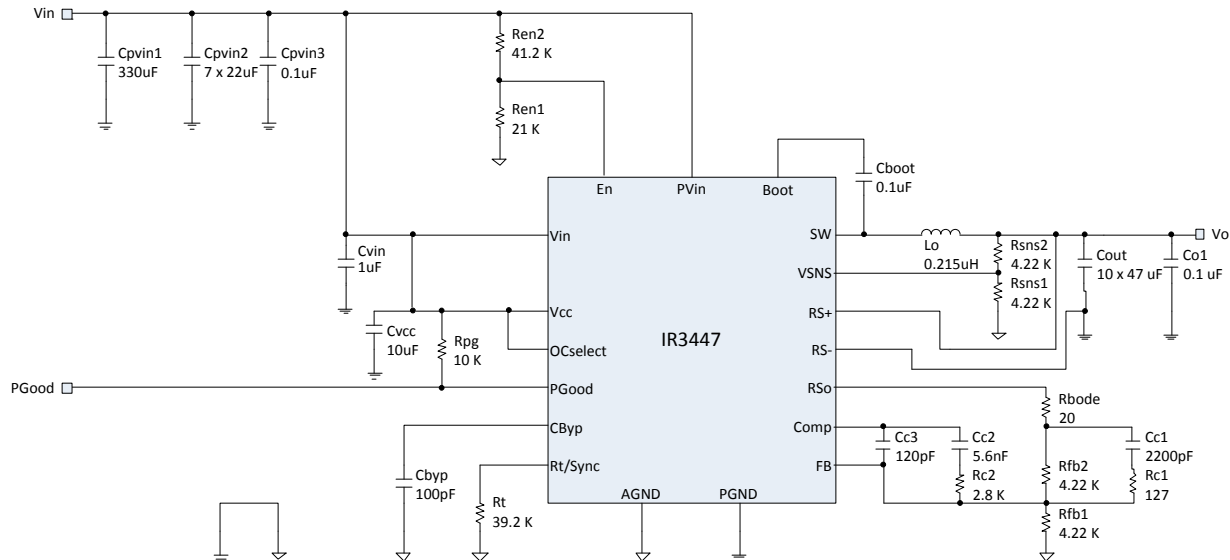 Vin
Cpvin1
330uF
Cpvin2
7 x 22uF
Cpvin3
0.1uF
Ren2
41.2 K
Ren1
21 K
Cboot
0.1uF
En
PVin
Boot
Vin
SW
Vo
Cvin
1uF
Lo
0.215uH
Rsns2
4.22 K
Cout
10 x 47 uF
Co1
0.1 uF
VSNS
Rsns1
4.22 K
Vcc
RS+
Cvcc
10uF
Rpg
10 K
OCselect
IR3447
RS-
PGood
PGood
RSo
Rbode
20
CByp
Comp
Cc3
120pF
Cc2
5.6nF
Cc1
2200pF
Cbyp
100pF
Rt/Sync
FB
Rc2
2.8 K
Rfb2
4.22 K
Rc1
127
Rt
39.2 K
AGND
PGND
Rfb1
4.22 K